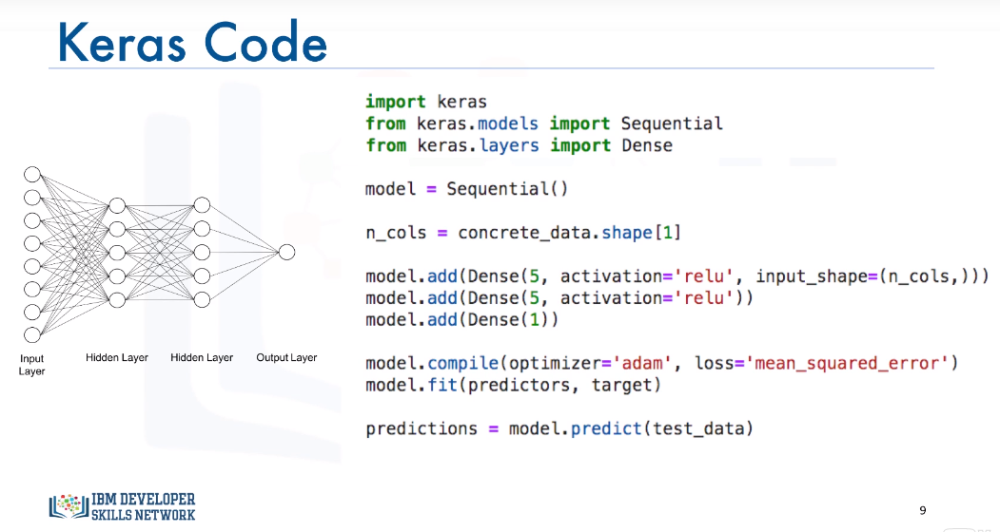 Keras Code
import keras
from keras.models import Sequential
from keras.layers import Dense
model = Sequential()
n_cols = concrete_data.shape[1]
model.add(Dense(5, activation='relu', input_shape=(n_cols,)))
model.add(Dense(5, activation='relu'))
model.add(Dense(1))
model.compile(optimizer='adam', loss='mean_squared_error')
model.fit(predictors, target)
predictions = model.predict(test_data)
Input
Layer
Hidden Layer
Hidden Layer
Output Layer
IBM DEVELOPER
SKILLS NETWORK
9